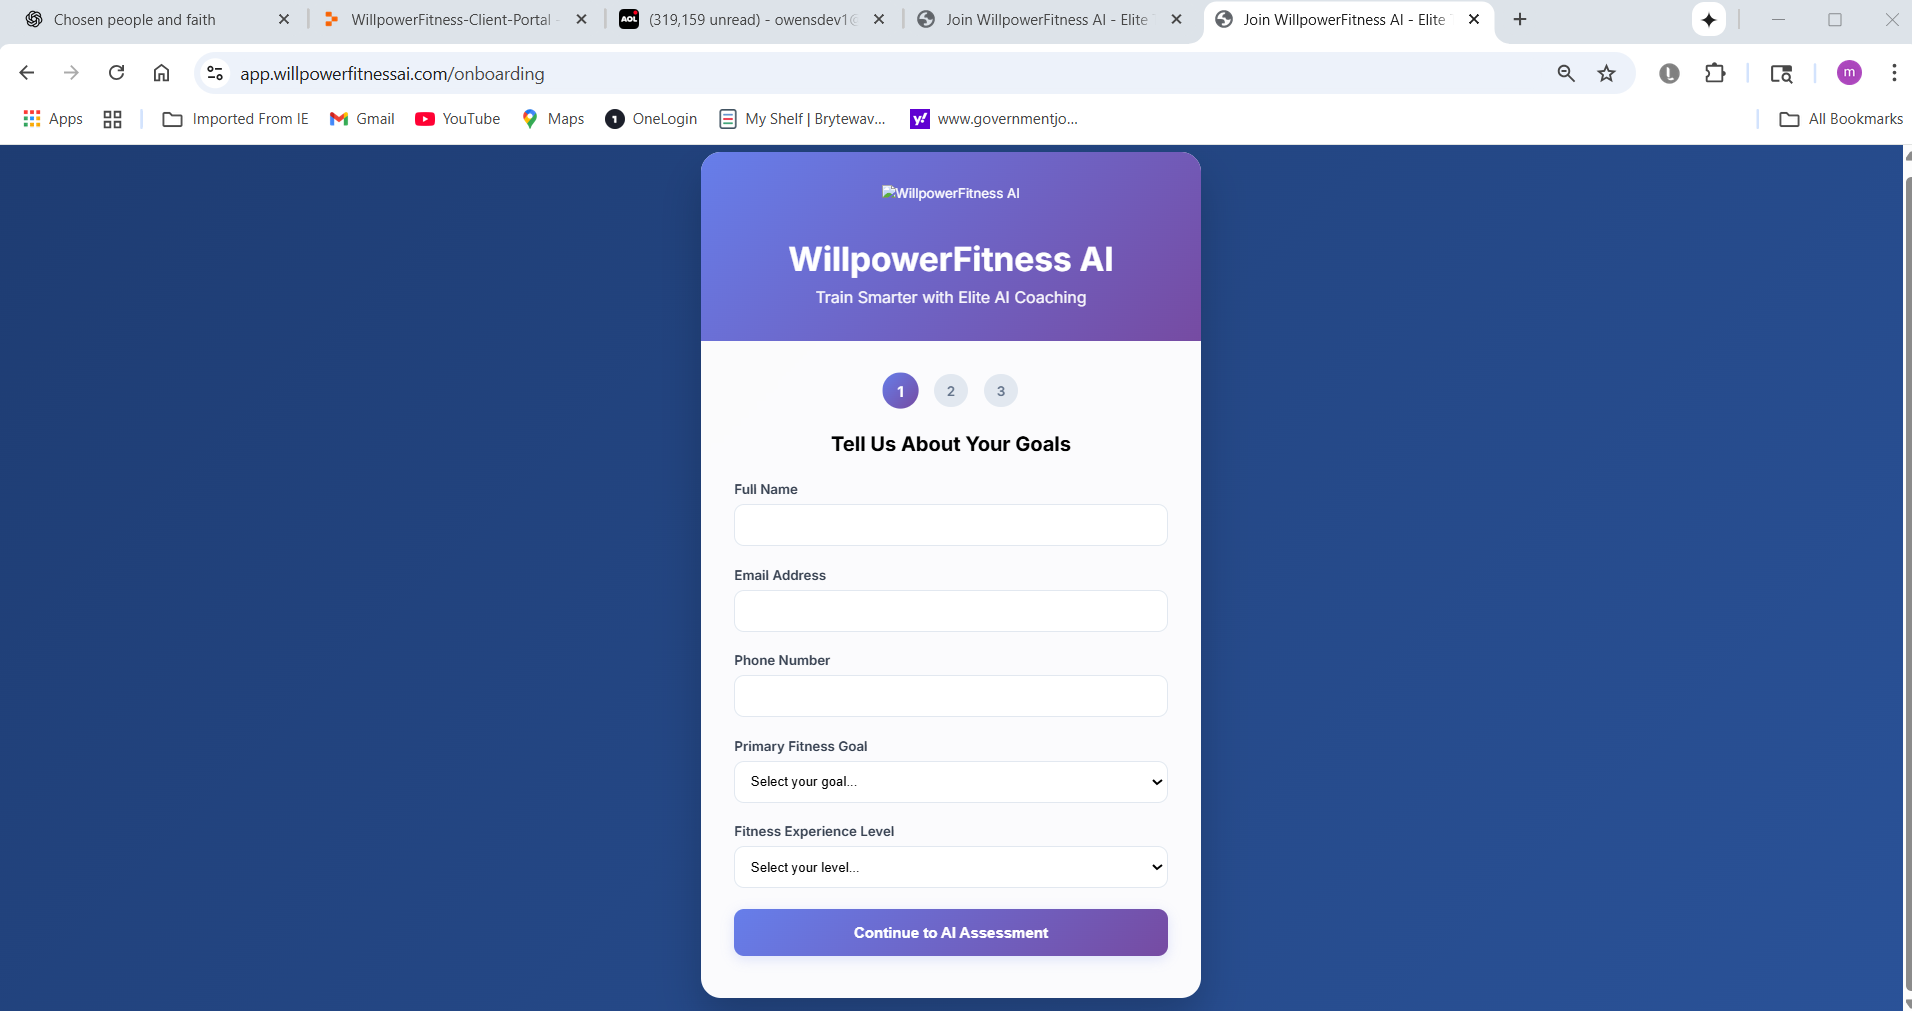 Chosen people and faith
WillpowerFitness-Client-Portal -
AOL. (319,159 unread) - owensdev1@
Join WillpowerFitness AI - Elite
Join WillpowerFitness AI - Elite
app.willpowerfitnessai.com/onboarding
L
m
Apps
Imported From IE
Gmail
YouTube
Maps
1 OneLogin
My Shelf | Brytewav...
y! www.governmentjo...
All Bookmarks
WillpowerFitness AI
WillpowerFitness AI
Train Smarter with Elite AI Coaching
1 2 3
Tell Us About Your Goals
Full Name
Email Address
Phone Number
Primary Fitness Goal
Select your goal...
Fitness Experience Level
Select your level...
Continue to AI Assessment